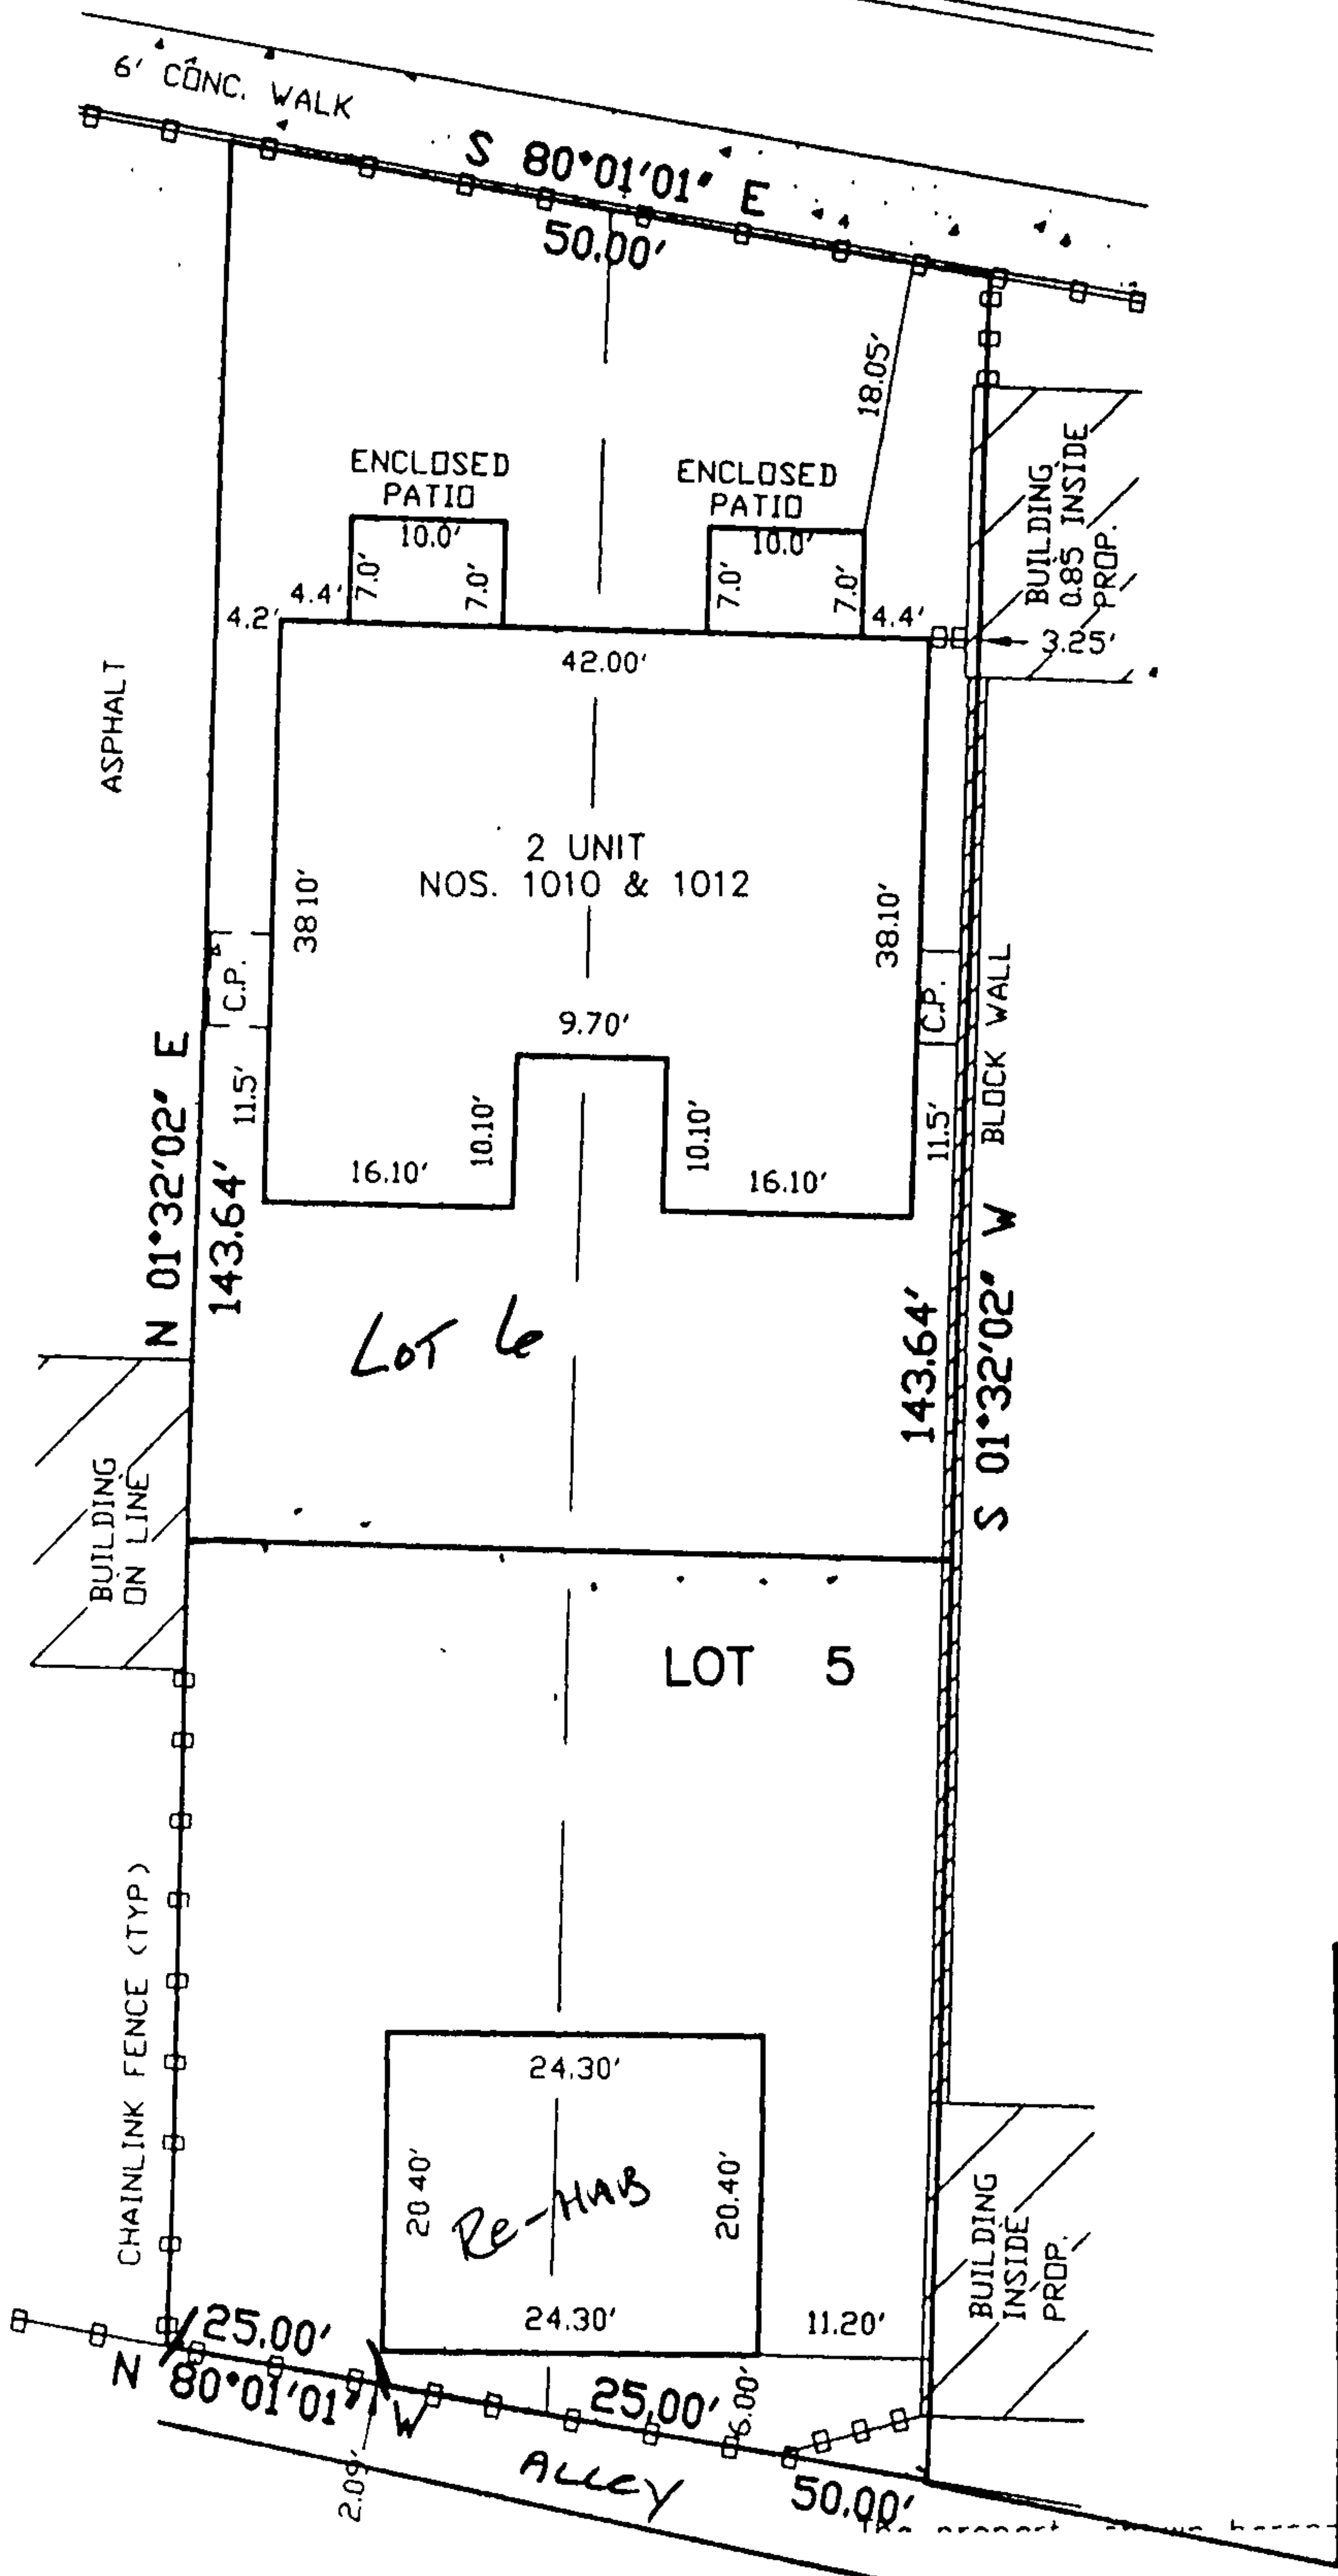 6' CONC. WALK
S 80°01'01" E
50.00'
18.05'
ENCLOSED
PATIO
10.0'
7.0'
7.0'
ENCLOSED
PATIO
10.0'
7.0'
7.0'
4.2'
4.4'
4.4'
3.25'
BUILDING
0.85 INSIDE
PROP.
42.00'
ASPHALT
2 UNIT
NOS. 1010 & 1012
38.10'
38.10'
C.P.
C.P.
9.70'
11.5'
10.10'
10.10'
11.5'
16.10'
16.10'
BLOCK WALL
N 01°32'02" E
143.64'
143.64'
S 01°32'02" W
LOT 6
BUILDING
ON LINE
LOT 5
CHAINLINK FENCE (TYP)
24.30'
20.40'
20.40'
Re-HAB
24.30'
11.20'
BUILDING
INSIDE
PROP.
25.00'
N 80°01'01" W
25.00'
6.00'
2.09'
ALLEY
50.00'